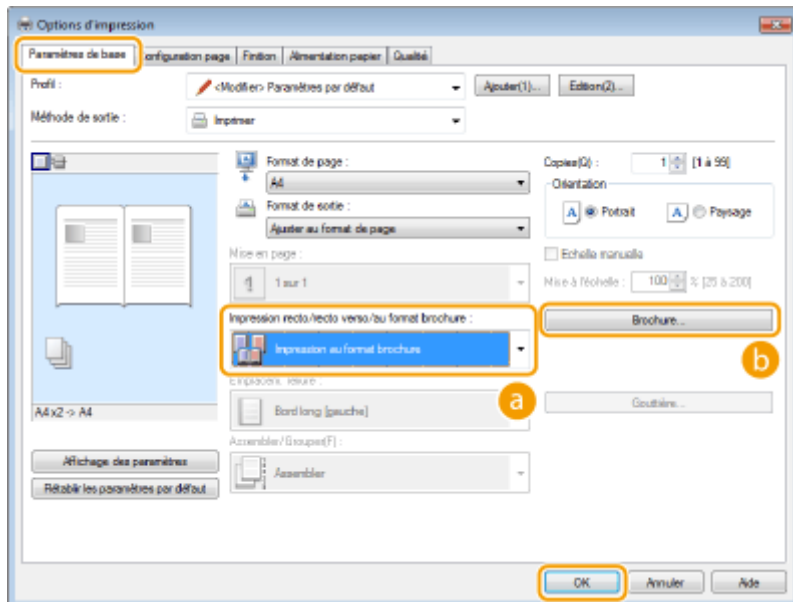 Options d'impression
Paramètres de base
Configuration page
Finition
Alimentation papier
Qualité
Profil :
<Modifier> Paramètres par défaut
Ajouter(1)...
Edition(2)...
Méthode de sortie :
Imprimer
Format de page :
A4
Format de sortie :
Ajuster au format de page
Mise en page :
1 1 sur 1
Impression recto/recto verso/au format brochure :
Impression au format brochure
a
Emplacem. reliure :
Bord long [gauche]
Assembler/Grouper(F) :
Assembler
Copies(Q) :
1 [1 à 99]
Orientation
A Portrait
A Paysage
Echelle manuelle
Mise à l'échelle :
100 % [25 à 200]
Brochure...
b
Gouttière...
A4x2 -> A4
Affichage des paramètres
Rétablir les paramètres par défaut
OK
Annuler
Aide